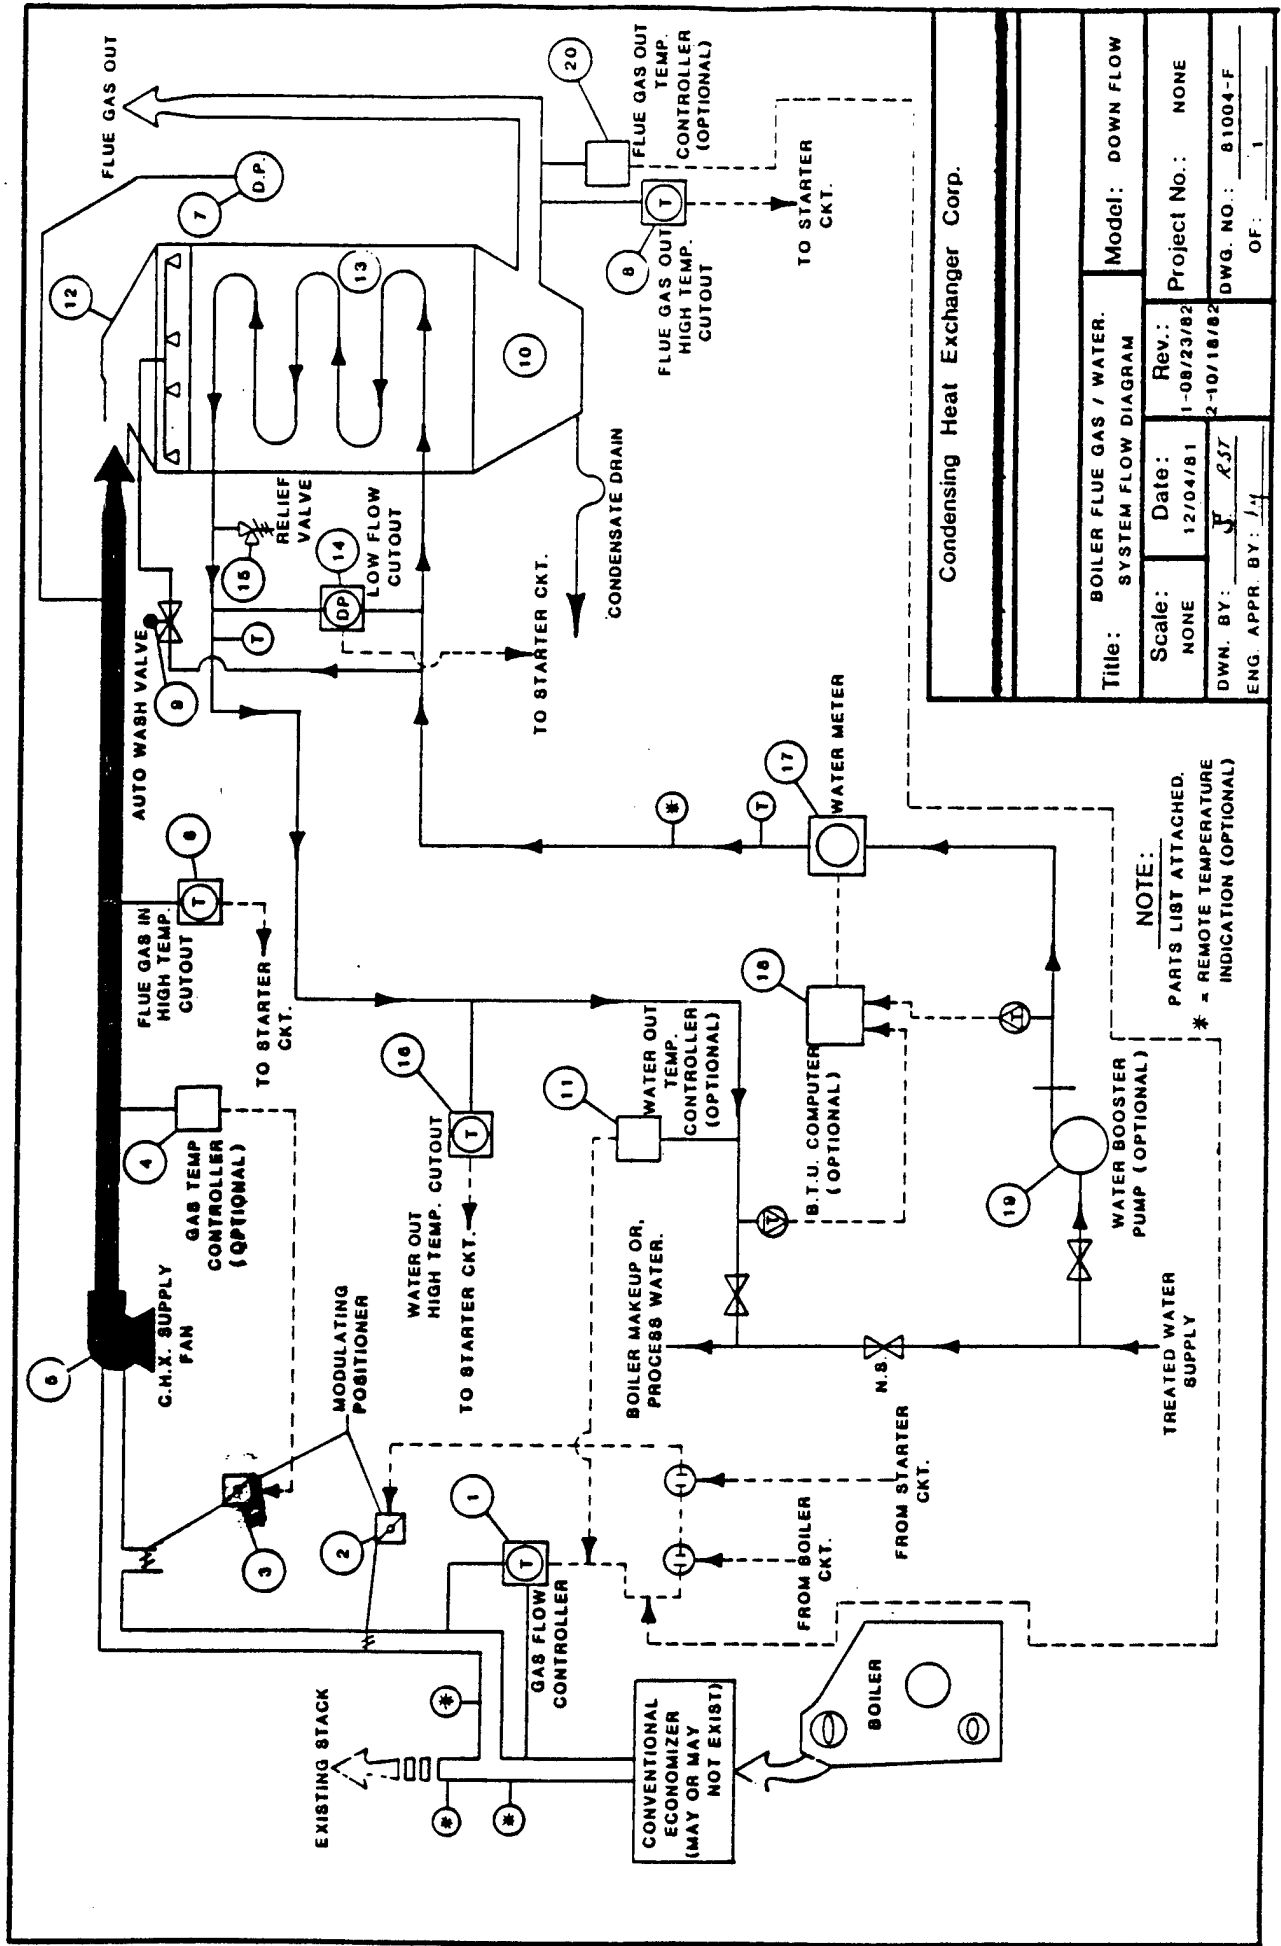 EXISTING STACK
CONVENTIONAL
ECONOMIZER
(MAY OR MAY
NOT EXIST)
BOILER
GAS FLOW
CONTROLLER
T
1
2
3
MODULATING
POSITIONER
FROM BOILER
CKT.
FROM STARTER
CKT.
5
C.H.X. SUPPLY
FAN
4
GAS TEMP
CONTROLLER
(OPTIONAL)
FLUE GAS IN
HIGH TEMP.
CUTOUT
T
TO STARTER
CKT.
16
T
WATER OUT
HIGH TEMP. CUTOUT
TO STARTER CKT.
11
WATER OUT
TEMP.
CONTROLLER
(OPTIONAL)
T
BOILER MAKEUP OR,
PROCESS WATER.
N.S.
TREATED WATER
SUPPLY
19
WATER BOOSTER
PUMP (OPTIONAL)
T
18
B.T.U. COMPUTER
(OPTIONAL)
17
WATER METER
T
AUTO WASH VALVE
9
T
15
RELIEF
VALVE
14
DP
LOW FLOW
CUTOUT
TO STARTER CKT.
CONDENSATE DRAIN
12
7
D.P.
13
10
FLUE GAS OUT
8
T
FLUE GAS OUT
HIGH TEMP.
CUTOUT
TO STARTER
CKT.
20
FLUE GAS OUT
TEMP.
CONTROLLER
(OPTIONAL)
NOTE:
PARTS LIST ATTACHED.
* = REMOTE TEMPERATURE
INDICATION (OPTIONAL)
Condensing Heat Exchanger Corp.
Title: BOILER FLUE GAS / WATER.
SYSTEM FLOW DIAGRAM
Model: DOWN FLOW
Scale: NONE
Date: 12/04/81
Rev.: 1-08/23/82
2-10/18/82
Project No.: NONE
DWN. BY: RST
ENG. APPR. BY:
DWG. NO.: 81004-F
OF: 1